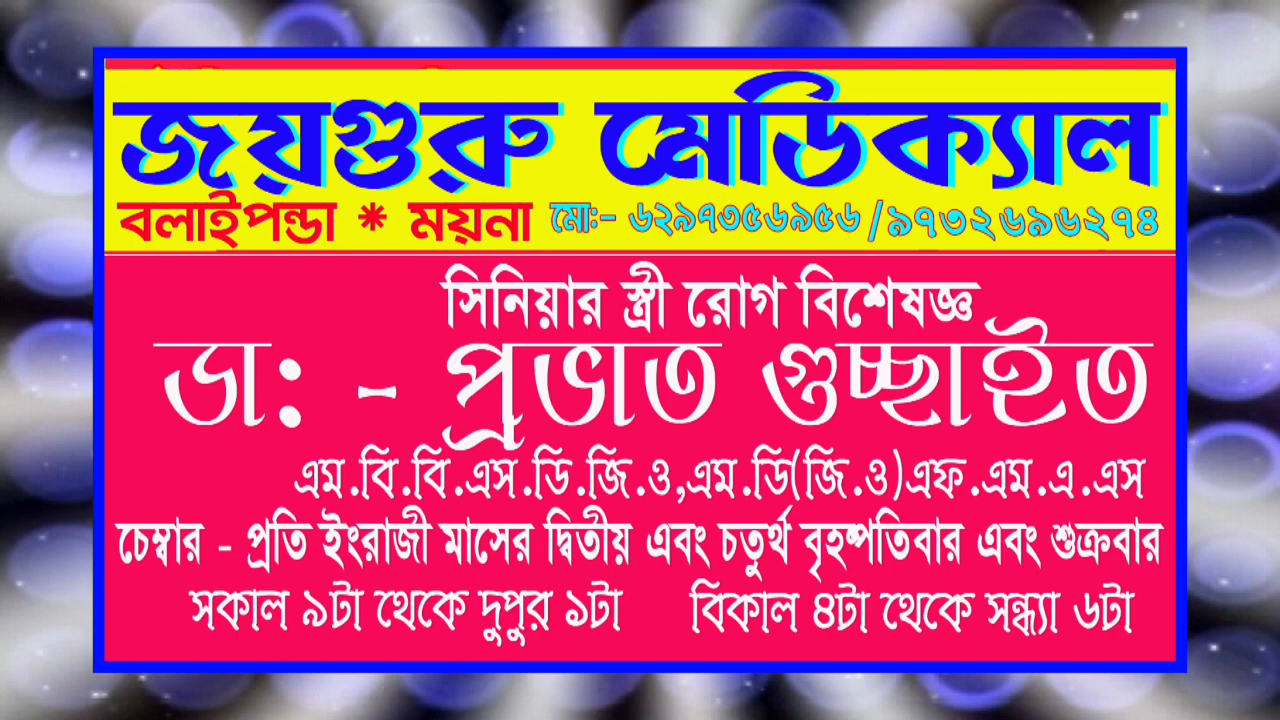 জয়গুরু মেডিক্যাল
বলাইপন্ডা * ময়না মো:- ৬২৯৭৩৫৬৯৫৬ /৯৭৩২৬৯৬২৭৪
সিনিয়ার স্ত্রী রোগ বিশেষজ্ঞ
ডা: - প্রভাত গুচ্ছাইত
এম.বি.বি.এস.ডি.জি.ও,এম.ডি(জি.ও)এফ.এম.এ.এস
চেম্বার - প্রতি ইংরাজী মাসের দ্বিতীয় এবং চতুর্থ বৃহষ্পতিবার এবং শুক্রবার
সকাল ৯টা থেকে দুপুর ১টা বিকাল ৪টা থেকে সন্ধ্যা ৬টা